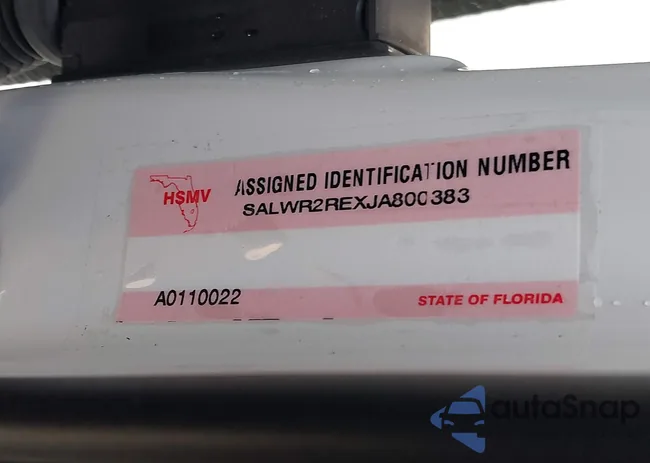 ASSIGNED IDENTIFICATION NUMBER
HSMV
SALWR2REXJA800383
A0110022
STATE OF FLORIDA
autoSnap